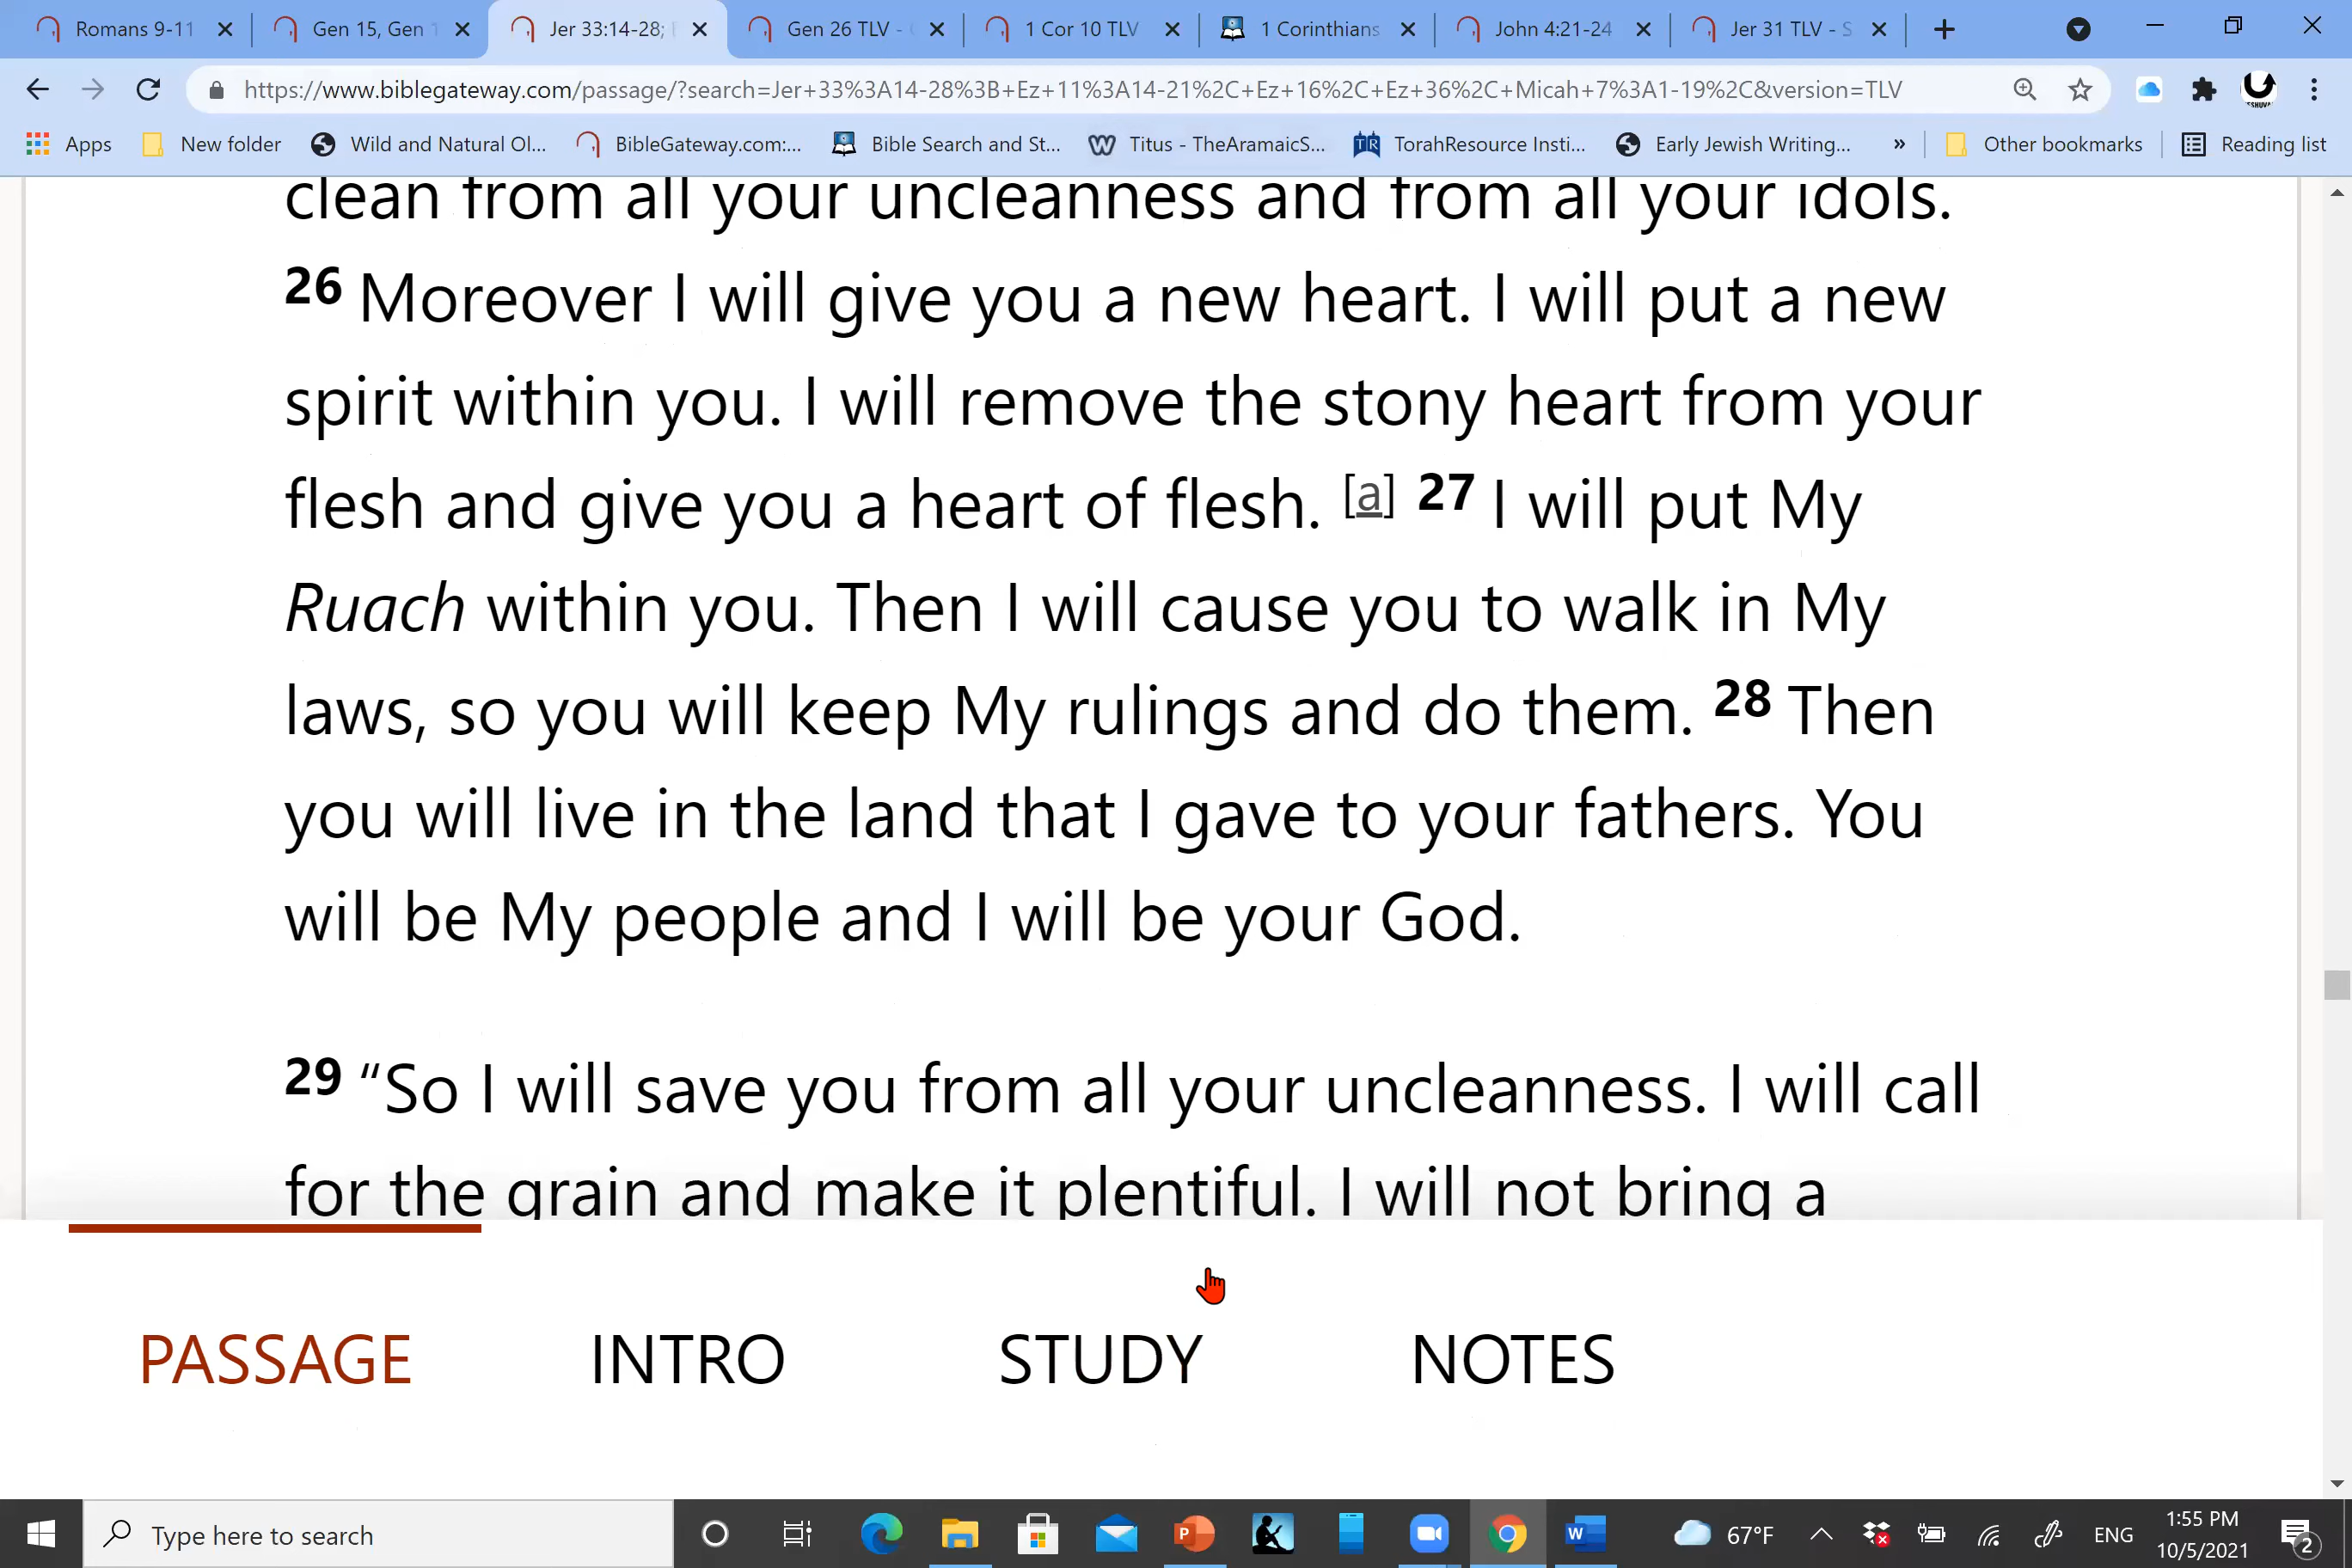 Romans 9-11
Gen 15, Gen 1
Jer 33:14-28;
Gen 26 TLV -
1 Cor 10 TLV
1 Corinthians
John 4:21-24
Jer 31 TLV - S
https://www.biblegateway.com/passage/?search=Jer+33%3A14-28%3B+Ez+11%3A14-21%2C+Ez+16%2C+Ez+36%2C+Micah+7%3A1-19%2C&version=TLV
Apps
New folder
Wild and Natural Ol...
BibleGateway.com:...
Bible Search and St...
Titus - TheAramaicS...
TorahResource Insti...
Early Jewish Writing...
»
Other bookmarks
Reading list
clean from all your uncleanness and from all your idols.
26 Moreover I will give you a new heart. I will put a new
spirit within you. I will remove the stony heart from your
flesh and give you a heart of flesh. [a] 27 I will put My
Ruach within you. Then I will cause you to walk in My
laws, so you will keep My rulings and do them. 28 Then
you will live in the land that I gave to your fathers. You
will be My people and I will be your God.
29 “So I will save you from all your uncleanness. I will call
for the grain and make it plentiful. I will not bring a
PASSAGE INTRO STUDY NOTES
Type here to search
67°F
ENG
1:55 PM
10/5/2021
2